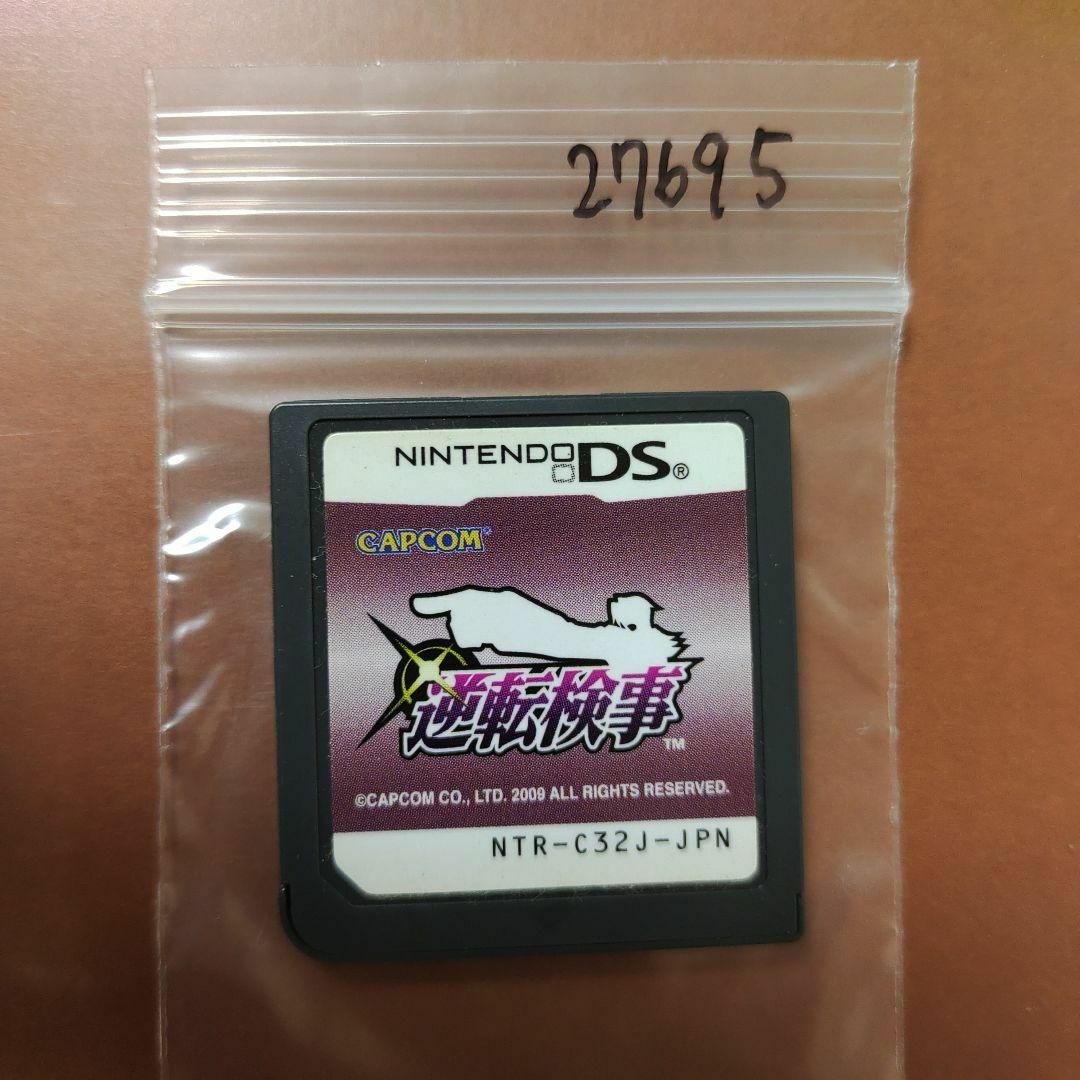 27695
NINTENDO DS®
CAPCOM®
逆転検事™
©CAPCOM CO., LTD. 2009 ALL RIGHTS RESERVED.
NTR-C32J-JPN